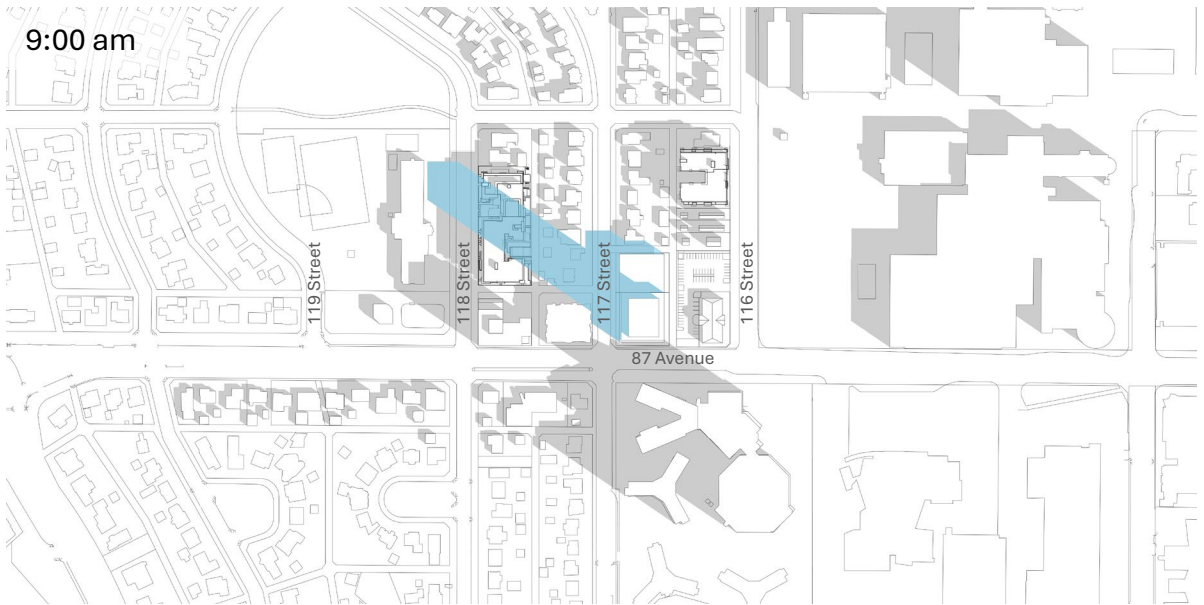 9:00 am
119 Street
118 Street
117 Street
116 Street
87 Avenue